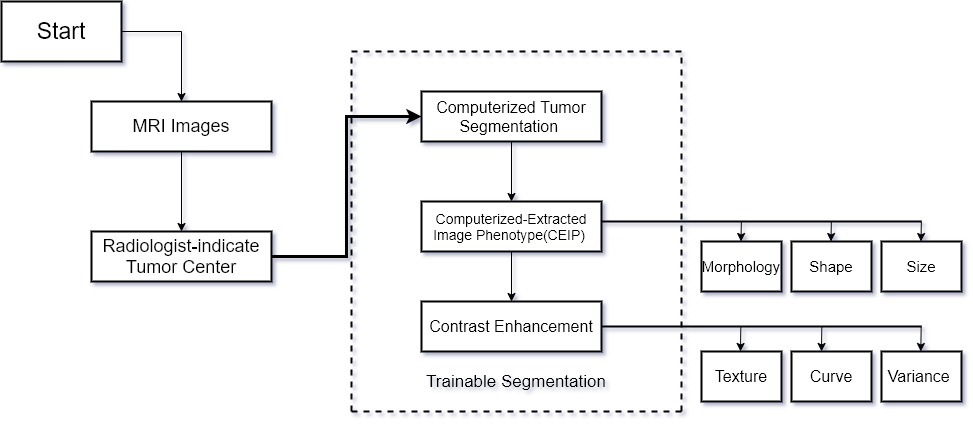 Start
MRI Images
Radiologist-indicate
Tumor Center
Computerized Tumor
Segmentation
Computerized-Extracted
Image Phenotype(CEIP)
Contrast Enhancement
Trainable Segmentation
Morphology
Shape
Size
Texture
Curve
Variance